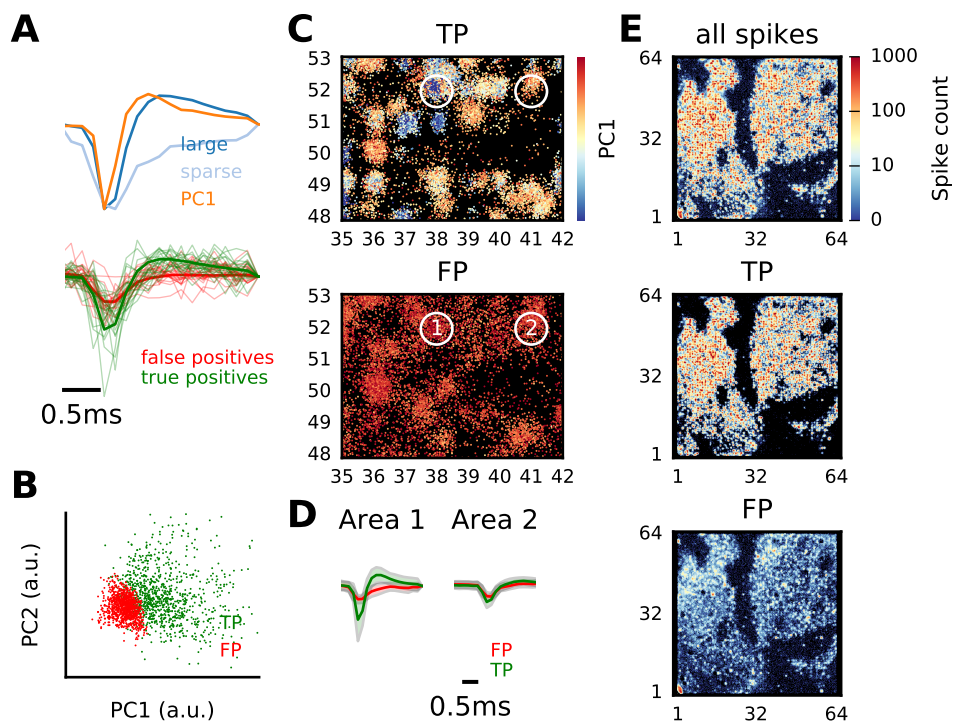 A
large
sparse
PC1
false positives
true positives
0.5ms
B
PC2 (a.u.)
TP
FP
PC1 (a.u.)
C
TP
53
52
51
50
49
48
35 36 37 38 39 40 41 42
PC1
FP
53
52
51
50
49
48
1 2
35 36 37 38 39 40 41 42
D
Area 1 Area 2
FP
TP
0.5ms
E
all spikes
64
32
1
1 32 64
1000
100
10
0
Spike count
TP
64
32
1
1 32 64
FP
64
32
1
1 32 64